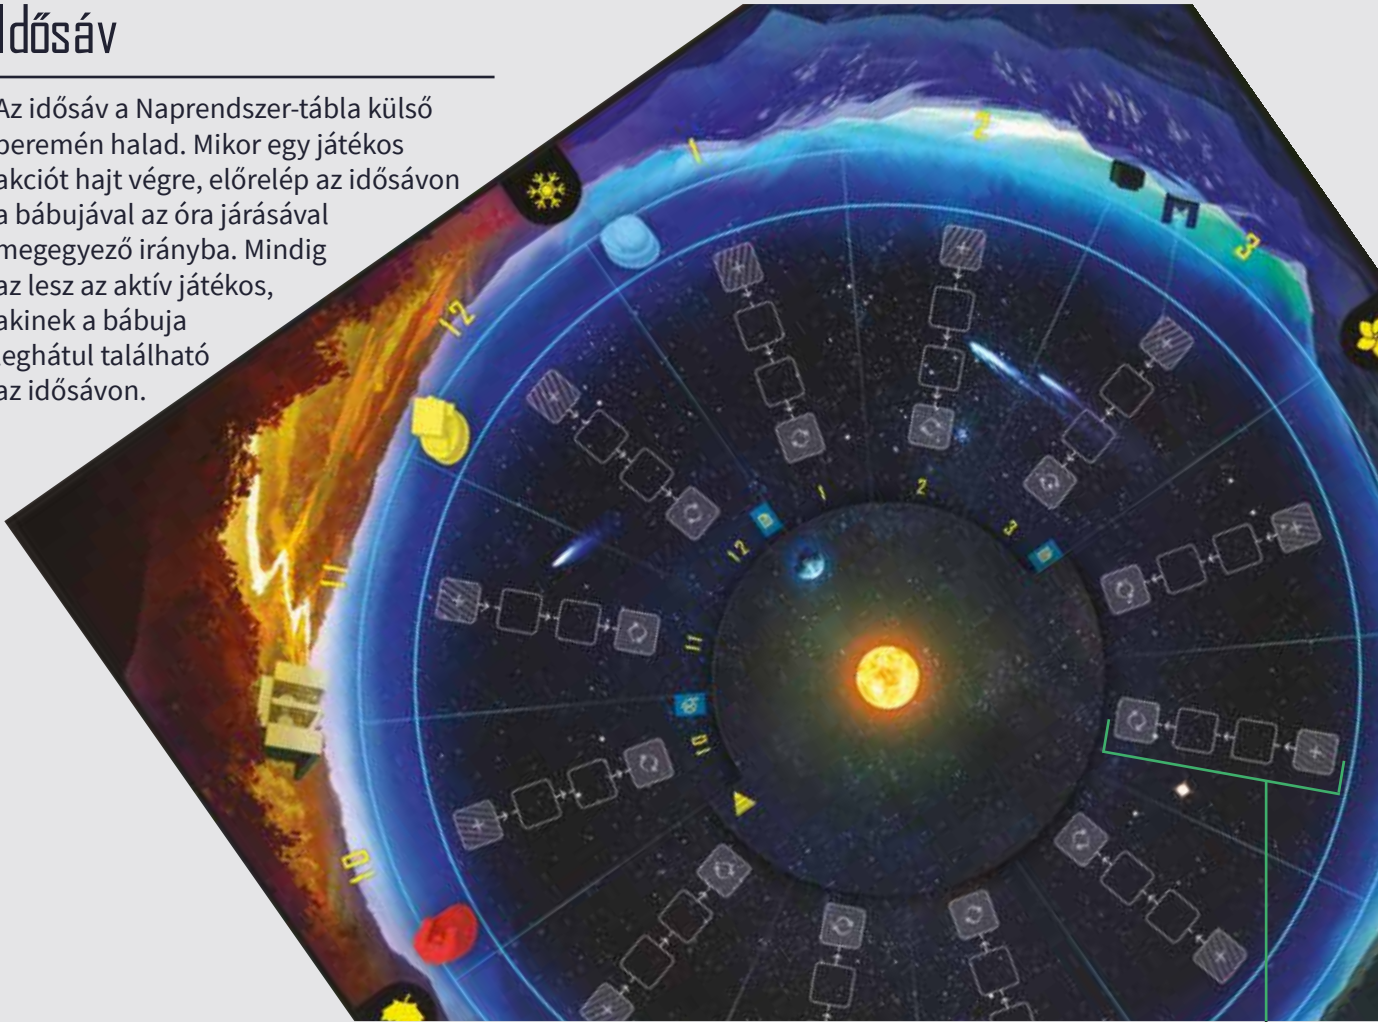 Idősáv
Az idősáv a Naprendszer-tábla külső
peremén halad. Mikor egy játékos
akciót hajt végre, előrelép az idősávon
a bábujával az óra járásával
megegyező irányba. Mindig
az lesz az aktív játékos,
akinek a bábuja
leghátul található
az idősávon.
1
2
3
12
11
10
1
2
3
12
11
10